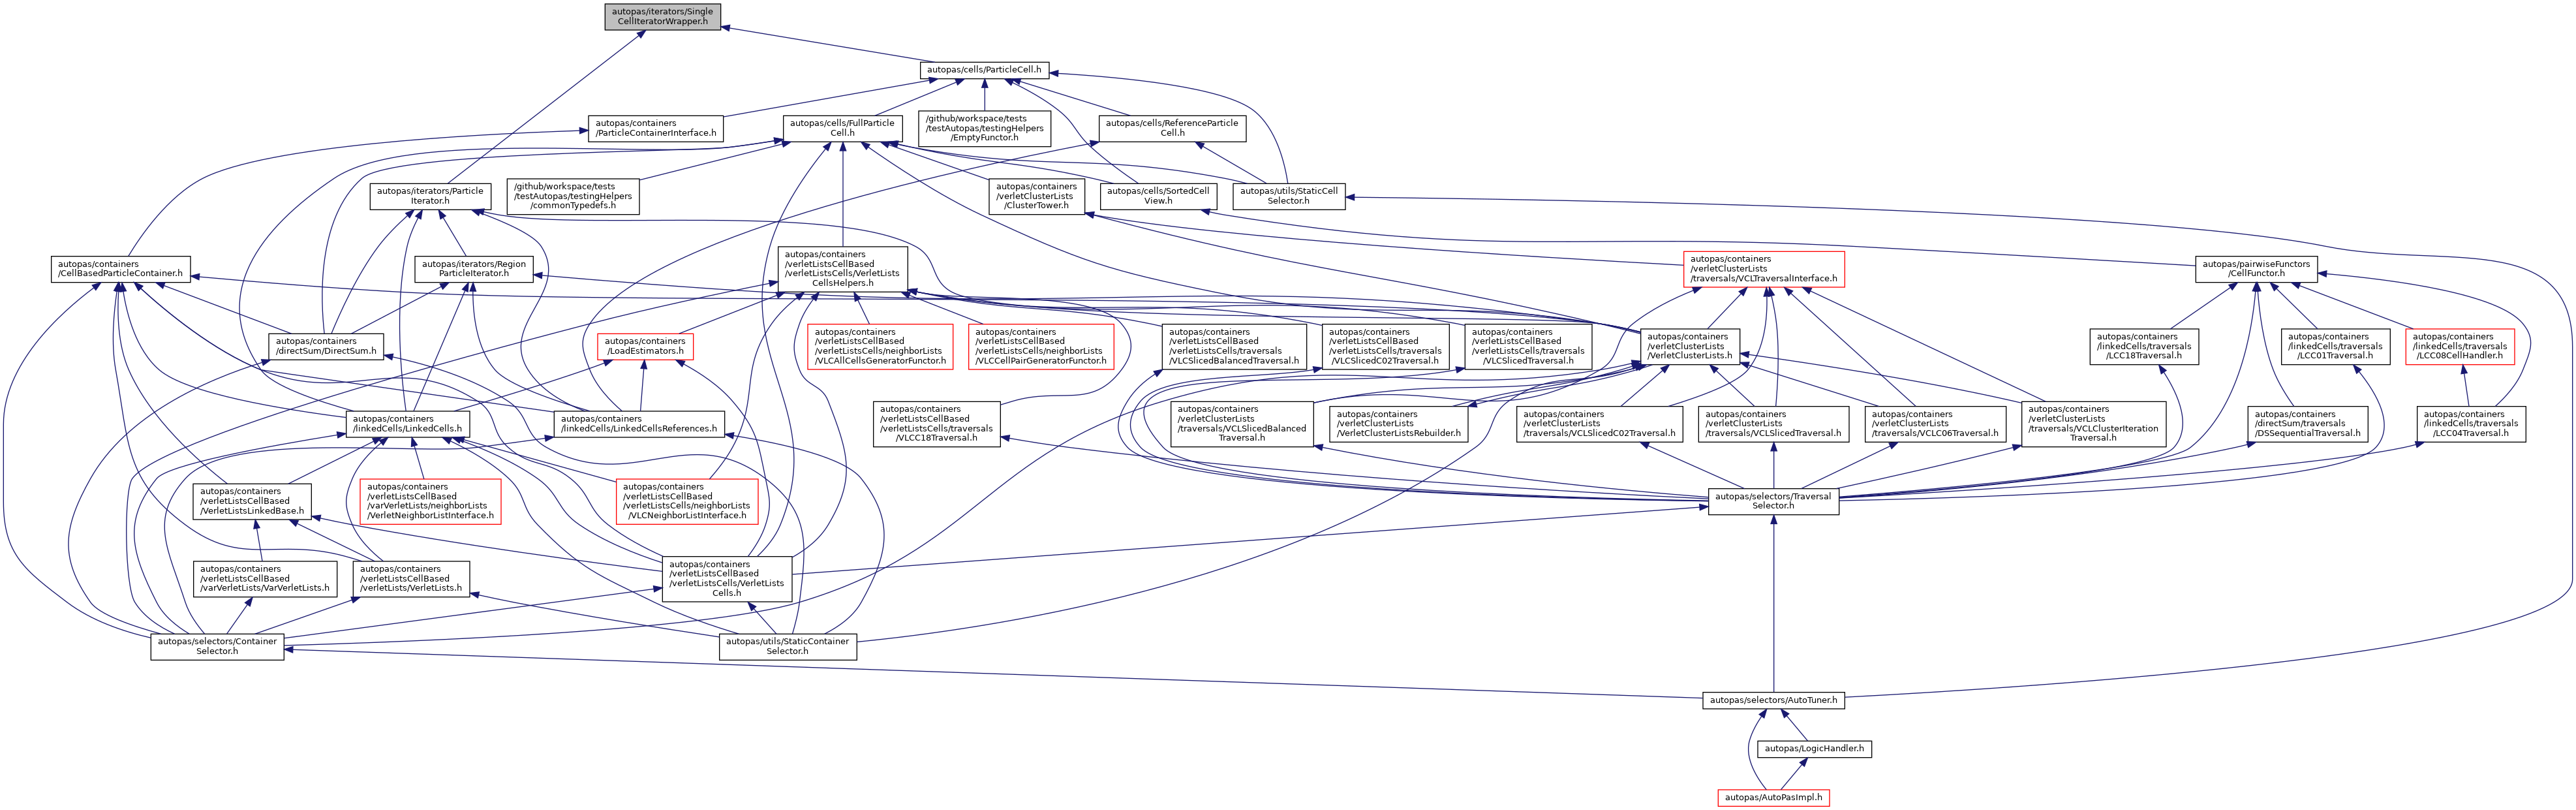 autopas/iterators/Single
CellIteratorWrapper.h
autopas/cells/ParticleCell.h
autopas/containers
/ParticleContainerInterface.h
autopas/cells/FullParticle
Cell.h
/github/workspace/tests
/testAutopas/testingHelpers
/EmptyFunctor.h
autopas/cells/ReferenceParticle
Cell.h
autopas/iterators/Particle
Iterator.h
/github/workspace/tests
/testAutopas/testingHelpers
/commonTypedefs.h
autopas/containers
/verletClusterLists
/ClusterTower.h
autopas/cells/SortedCell
View.h
autopas/utils/StaticCell
Selector.h
autopas/containers
/CellBasedParticleContainer.h
autopas/iterators/Region
ParticleIterator.h
autopas/containers
/verletListsCellBased
/verletListsCells/VerletLists
CellsHelpers.h
autopas/containers
/verletClusterLists
/traversals/VCLTraversalInterface.h
autopas/pairwiseFunctors
/CellFunctor.h
autopas/containers
/directSum/DirectSum.h
autopas/containers
/LoadEstimators.h
autopas/containers
/verletListsCellBased
/verletListsCells/neighborLists
/VLCAllCellsGeneratorFunctor.h
autopas/containers
/verletListsCellBased
/verletListsCells/neighborLists
/VLCCellPairGeneratorFunctor.h
autopas/containers
/verletListsCellBased
/verletListsCells/traversals
/VLCSlicedBalancedTraversal.h
autopas/containers
/verletListsCellBased
/verletListsCells/traversals
/VLCSlicedC02Traversal.h
autopas/containers
/verletListsCellBased
/verletListsCells/traversals
/VLCSlicedTraversal.h
autopas/containers
/verletClusterLists
/VerletClusterLists.h
autopas/containers
/linkedCells/traversals
/LCC18Traversal.h
autopas/containers
/linkedCells/traversals
/LCC01Traversal.h
autopas/containers
/linkedCells/traversals
/LCC08CellHandler.h
autopas/containers
/linkedCells/LinkedCells.h
autopas/containers
/linkedCells/LinkedCellsReferences.h
autopas/containers
/verletListsCellBased
/verletListsCells/traversals
/VLCC18Traversal.h
autopas/containers
/verletClusterLists
/traversals/VCLSlicedBalanced
Traversal.h
autopas/containers
/verletClusterLists
/VerletClusterListsRebuilder.h
autopas/containers
/verletClusterLists
/traversals/VCLSlicedC02Traversal.h
autopas/containers
/verletClusterLists
/traversals/VCLSlicedTraversal.h
autopas/containers
/verletClusterLists
/traversals/VCLC06Traversal.h
autopas/containers
/verletClusterLists
/traversals/VCLClusterIteration
Traversal.h
autopas/containers
/directSum/traversals
/DSSequentialTraversal.h
autopas/containers
/linkedCells/traversals
/LCC04Traversal.h
autopas/containers
/verletListsCellBased
/VerletListsLinkedBase.h
autopas/containers
/verletListsCellBased
/varVerletLists/neighborLists
/VerletNeighborListInterface.h
autopas/containers
/verletListsCellBased
/verletListsCells/neighborLists
/VLCNeighborListInterface.h
autopas/selectors/Traversal
Selector.h
autopas/containers
/verletListsCellBased
/varVerletLists/VarVerletLists.h
autopas/containers
/verletListsCellBased
/verletLists/VerletLists.h
autopas/containers
/verletListsCellBased
/verletListsCells/VerletLists
Cells.h
autopas/selectors/Container
Selector.h
autopas/utils/StaticContainer
Selector.h
autopas/selectors/AutoTuner.h
autopas/LogicHandler.h
autopas/AutoPasImpl.h